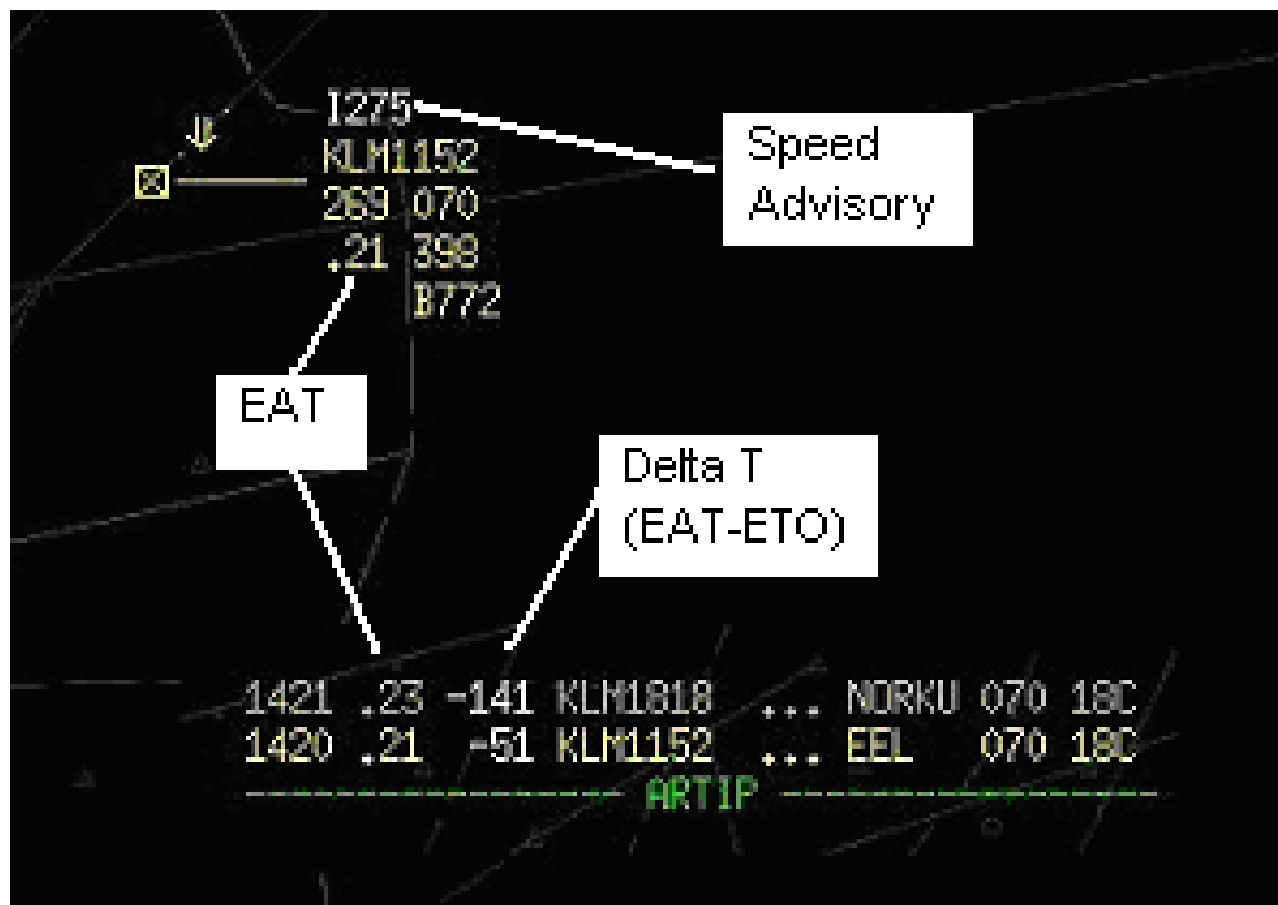 I275
KLM1152
269 070
.21 398
B772
Speed
Advisory
EAT
Delta T
(EAT-ETO)
1421 .23 -141 KLM1818 ... NORKU 070 18C
1420 .21 -51 KLM1152 ... EEL 070 18C
ARTIP